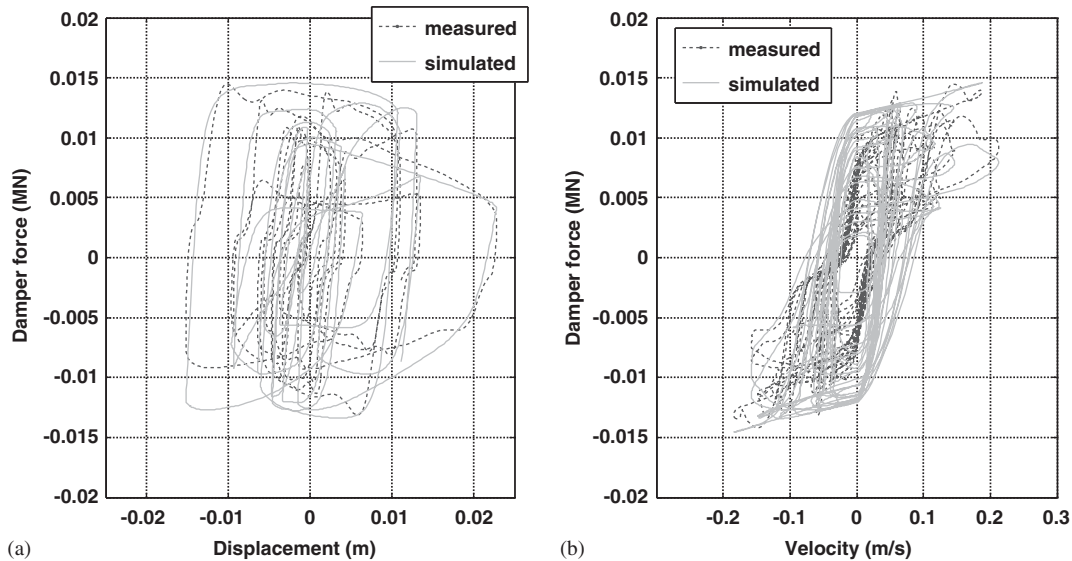 0.02
0.015
0.01
0.005
0
-0.005
-0.01
-0.015
-0.02
Damper force (MN)
-0.02 -0.01 0 0.01 0.02
Displacement (m)
measured
simulated
(a)
0.02
0.015
0.01
0.005
0
-0.005
-0.01
-0.015
-0.02
Damper force (MN)
-0.2 -0.1 0 0.1 0.2 0.3
Velocity (m/s)
measured
simulated
(b)